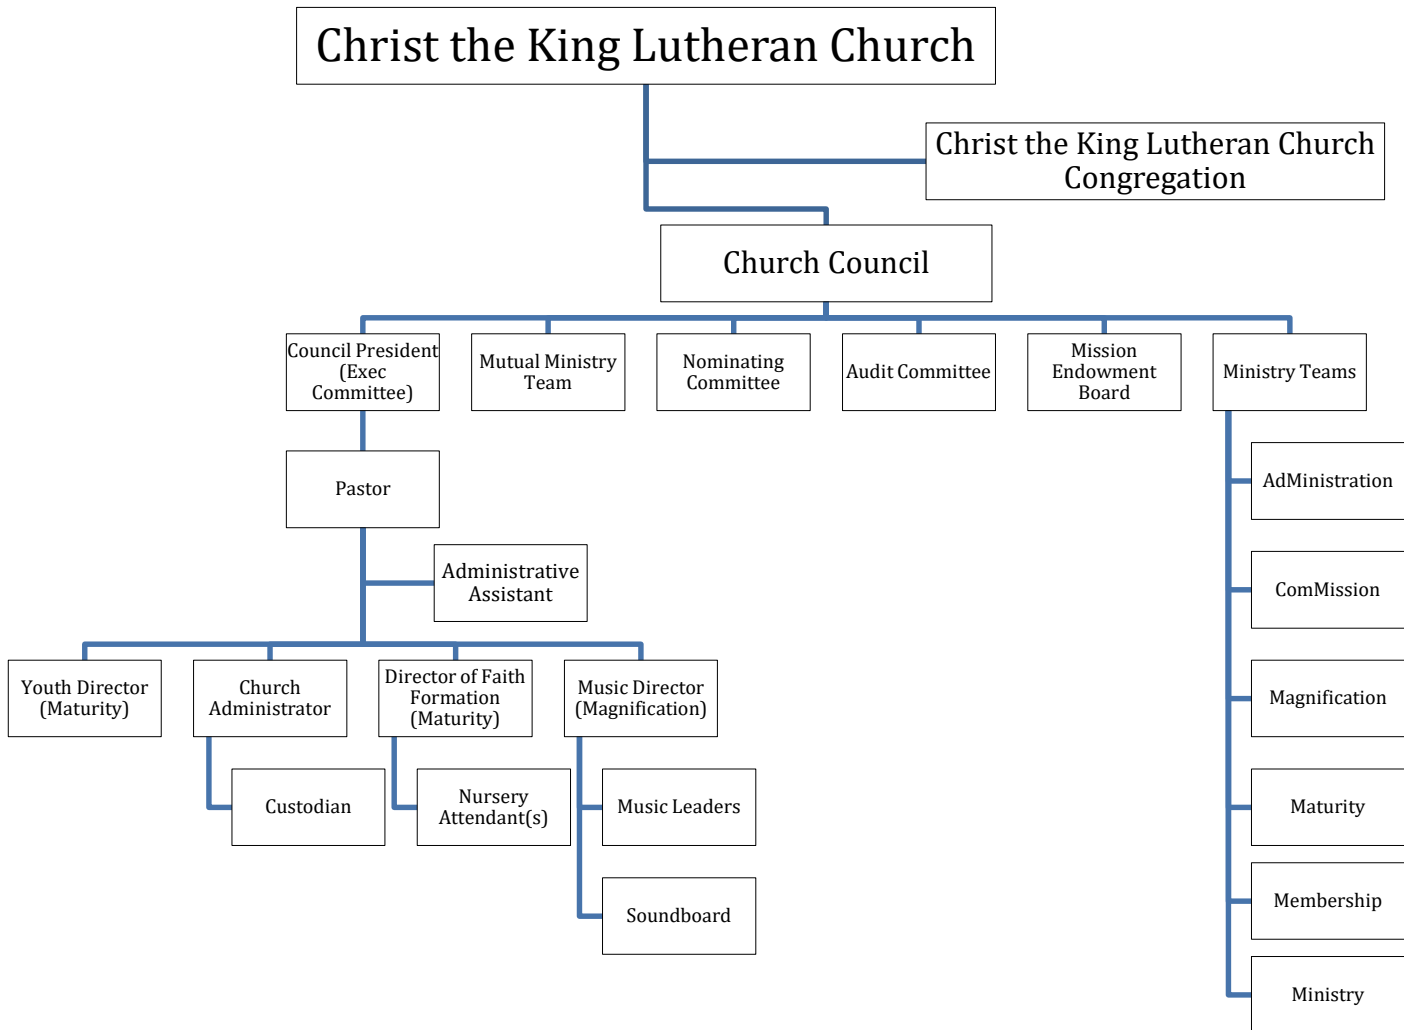 Christ the King Lutheran Church
Christ the King Lutheran Church
Congregation
Church Council
Council President
(Exec
Committee)
Mutual Ministry
Team
Nominating
Committee
Audit Committee
Mission
Endowment
Board
Ministry Teams
Pastor
Administrative
Assistant
Youth Director
(Maturity)
Church
Administrator
Director of Faith
Formation
(Maturity)
Music Director
(Magnification)
Custodian
Nursery
Attendant(s)
Music Leaders
Soundboard
AdMinistration
ComMission
Magnification
Maturity
Membership
Ministry